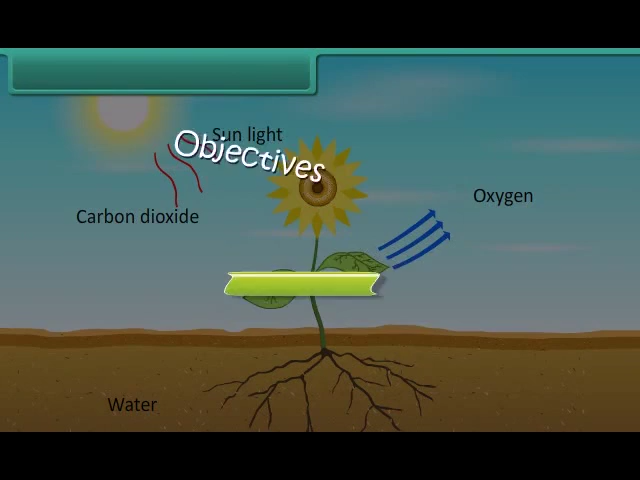 Sun light
Objectives
Oxygen
Carbon dioxide
Water